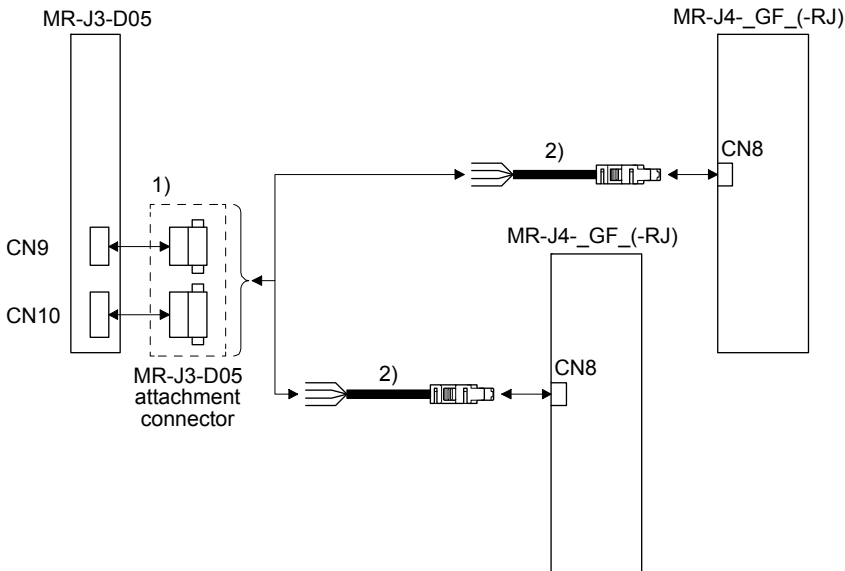 MR-J3-D05
MR-J4-_GF_(-RJ)
2)
CN8
1)
MR-J4-_GF_(-RJ)
CN9
CN10
CN8
2)
MR-J3-D05
attachment
connector